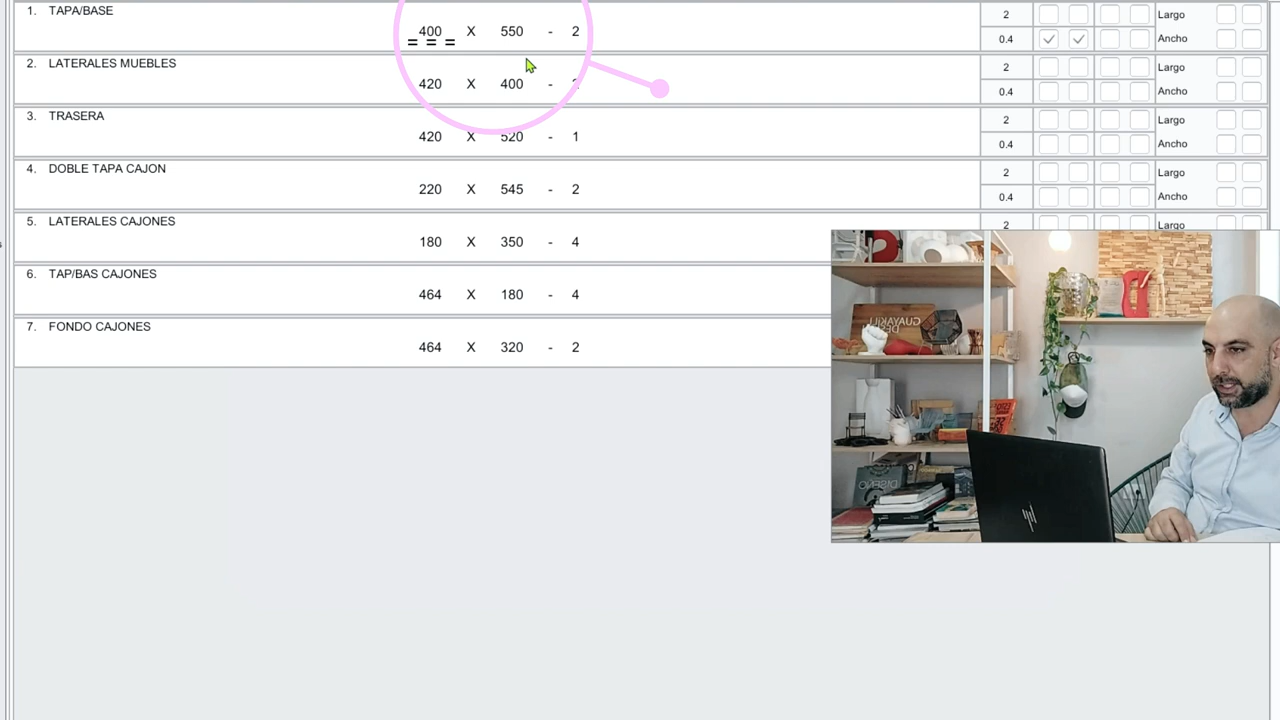 1. TAPA/BASE
400 X 550 - 2
2 Largo
0.4 Ancho
2. LATERALES MUEBLES
420 X 400 -
2 Largo
0.4 Ancho
3. TRASERA
420 X 520 - 1
2 Largo
0.4 Ancho
4. DOBLE TAPA CAJON
220 X 545 - 2
2 Largo
0.4 Ancho
5. LATERALES CAJONES
180 X 350 - 4
2 Largo
6. TAP/BAS CAJONES
464 X 180 - 4
7. FONDO CAJONES
464 X 320 - 2
GUAYAKILL
DISEÑO